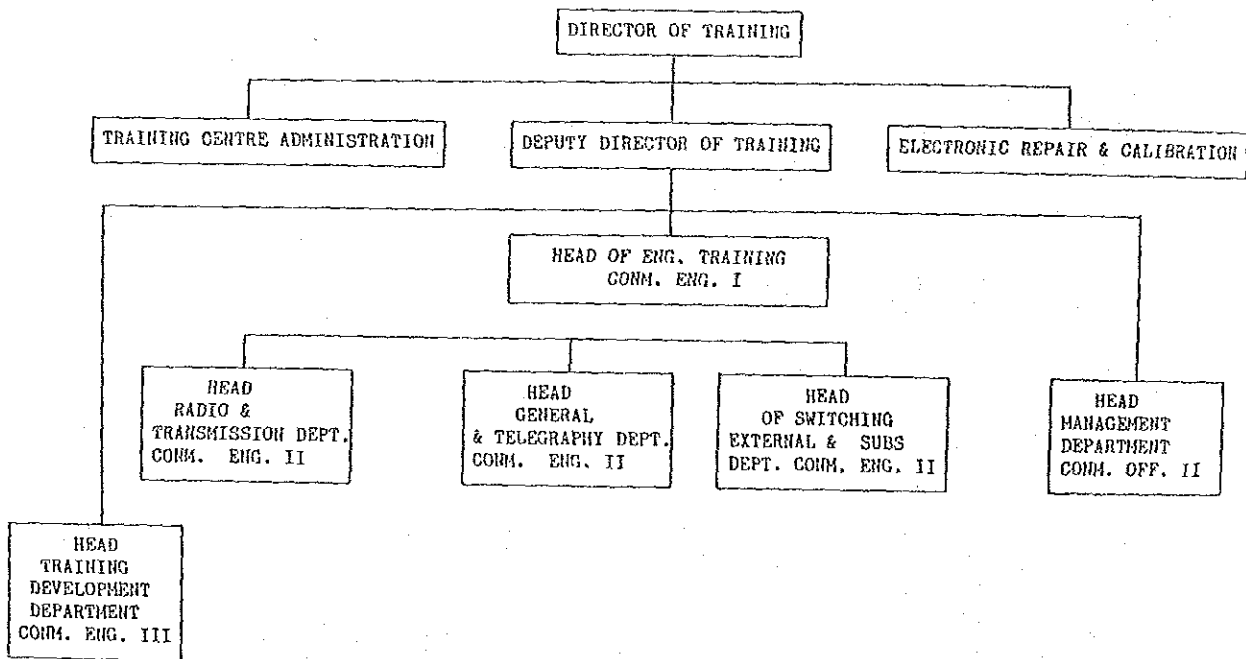 DIRECTOR OF TRAINING
TRAINING CENTRE ADMINISTRATION
DEPUTY DIRECTOR OF TRAINING
ELECTRONIC REPAIR & CALIBRATION
HEAD OF ENG. TRAINING
COMM. ENG. I
HEAD
RADIO &
TRANSMISSION DEPT.
COMM. ENG. II
HEAD
GENERAL
& TELEGRAPHY DEPT.
COMM. ENG. II
HEAD
OF SWITCHING
EXTERNAL & SUBS
DEPT. COMM. ENG. II
HEAD
MANAGEMENT
DEPARTMENT
COMM. OFF. II
HEAD
TRAINING
DEVELOPMENT
DEPARTMENT
COMM. ENG. III